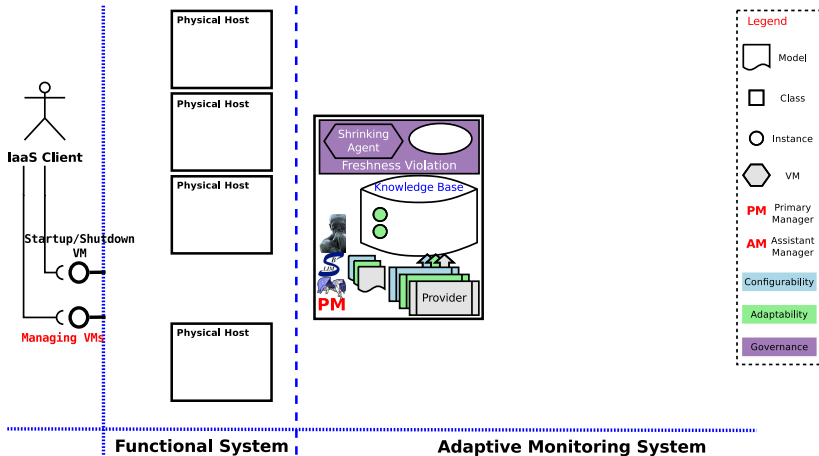 Physical Host
Physical Host
Physical Host
Physical Host
IaaS Client
Startup/Shutdown
VM
Managing VMs
Shrinking
Agent
Freshness Violation
Knowledge Base
LIM
PM
Provider
Functional System
Adaptive Monitoring System
Legend
Model
Class
Instance
VM
PM Primary
Manager
AM Assistant
Manager
Configurability
Adaptability
Governance